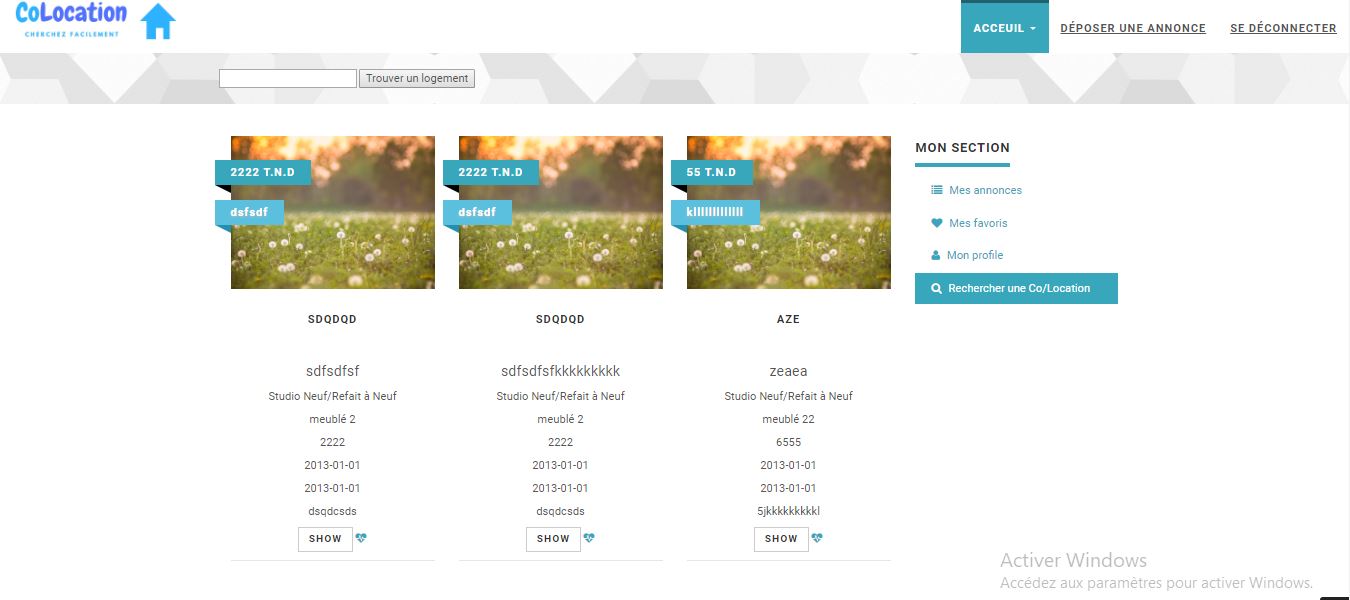 CoLocation
CHERCHEZ FACILEMENT
ACCEUIL
DÉPOSER UNE ANNONCE
SE DÉCONNECTER
Trouver un logement
2222 T.N.D
dsfsdf
SDQDQD
sdfsdfsf
Studio Neuf/Refait à Neuf
meublé 2
2222
2013-01-01
2013-01-01
dsqdcsds
SHOW
2222 T.N.D
dsfsdf
SDQDQD
sdfsdfsfkkkkkkkkk
Studio Neuf/Refait à Neuf
meublé 2
2222
2013-01-01
2013-01-01
dsqdcsds
SHOW
55 T.N.D
AZE
zeaea
Studio Neuf/Refait à Neuf
meublé 22
6555
2013-01-01
2013-01-01
5jkkkkkkkkkl
SHOW
MON SECTION
Mes annonces
Mes favoris
Mon profile
Rechercher une Co/Location
Activer Windows
Accédez aux paramètres pour activer Windows.